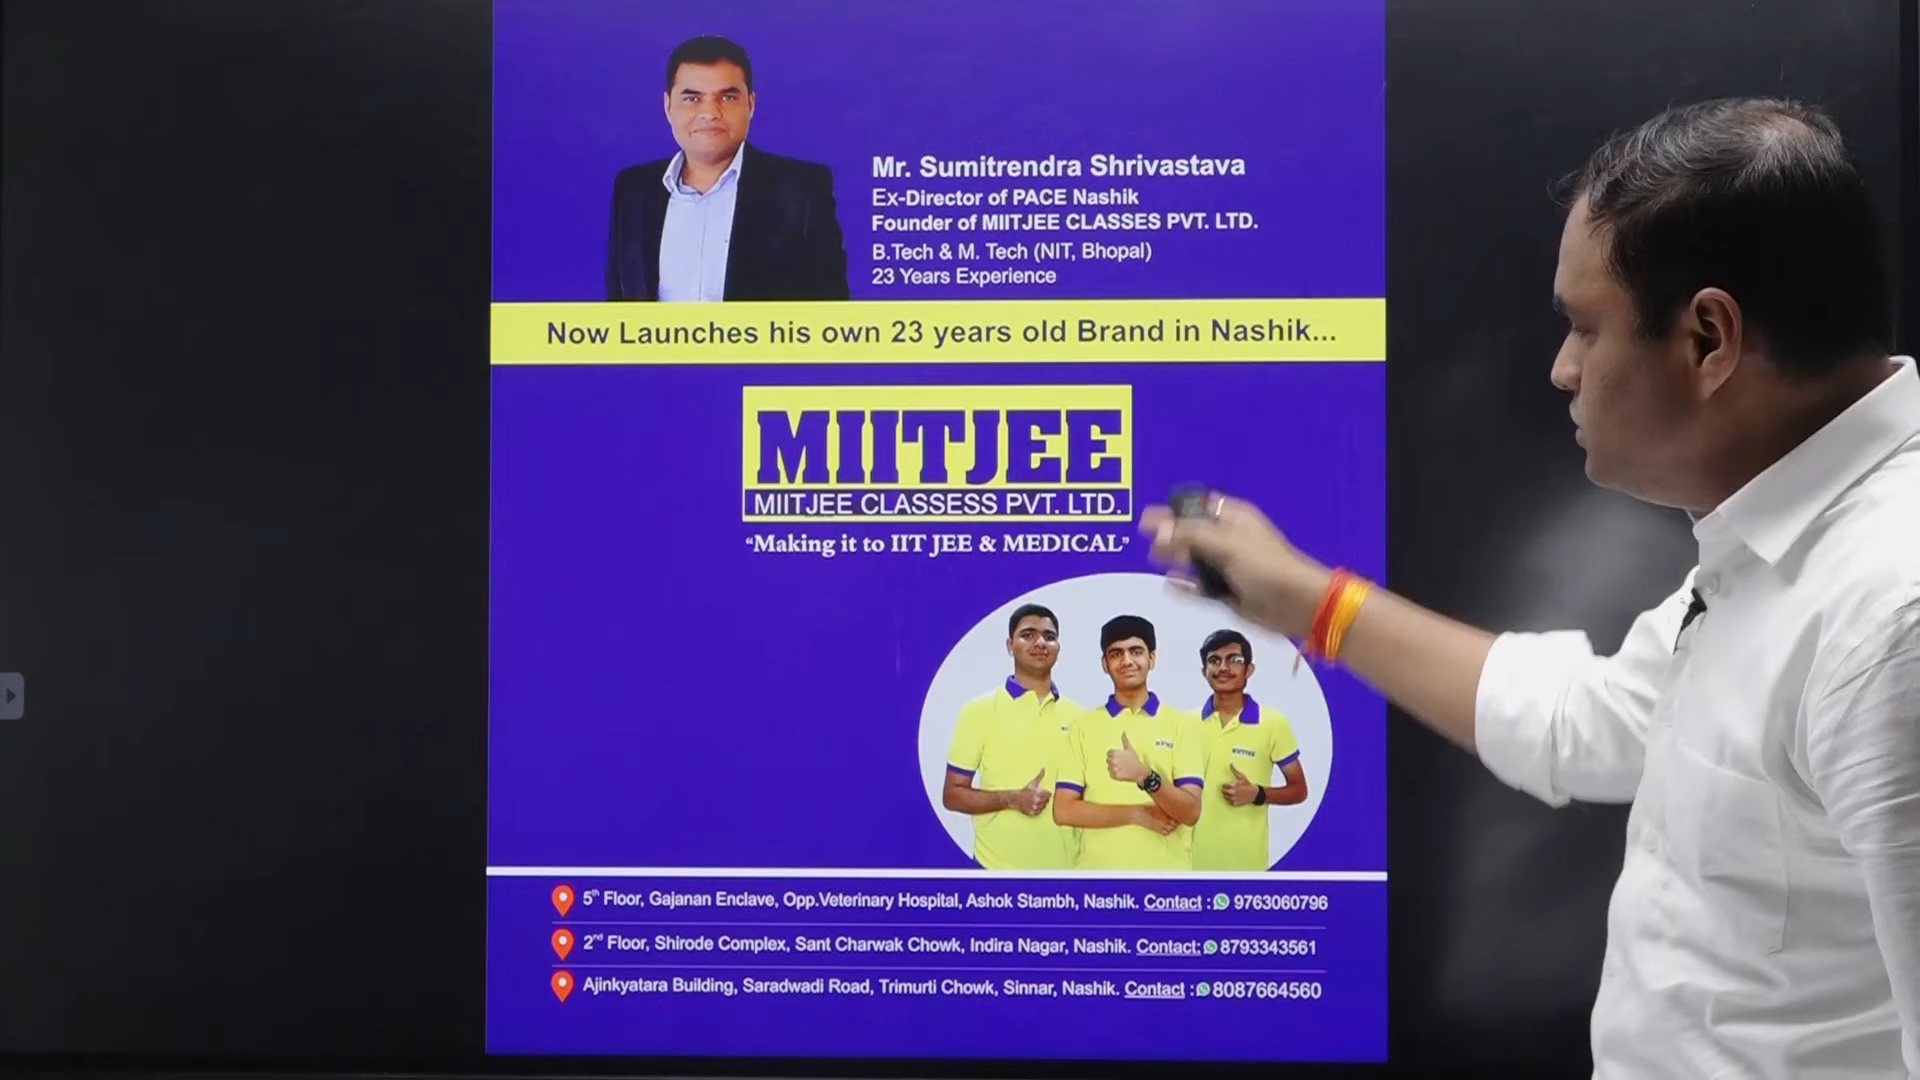 Mr. Sumitrendra Shrivastava
Ex-Director of PACE Nashik
Founder of MIITJEE CLASSES PVT. LTD.
B.Tech & M. Tech (NIT, Bhopal)
23 Years Experience
Now Launches his own 23 years old Brand in Nashik...
MIITJEE
MIITJEE CLASSESS PVT. LTD.
“Making it to IIT JEE & MEDICAL”
MIITJEE
5th Floor, Gajanan Enclave, Opp.Veterinary Hospital, Ashok Stambh, Nashik. Contact : 9763060796
2nd Floor, Shirode Complex, Sant Charwak Chowk, Indira Nagar, Nashik. Contact: 8793343561
Ajinkyatara Building, Saradwadi Road, Trimurti Chowk, Sinnar, Nashik. Contact : 8087664560